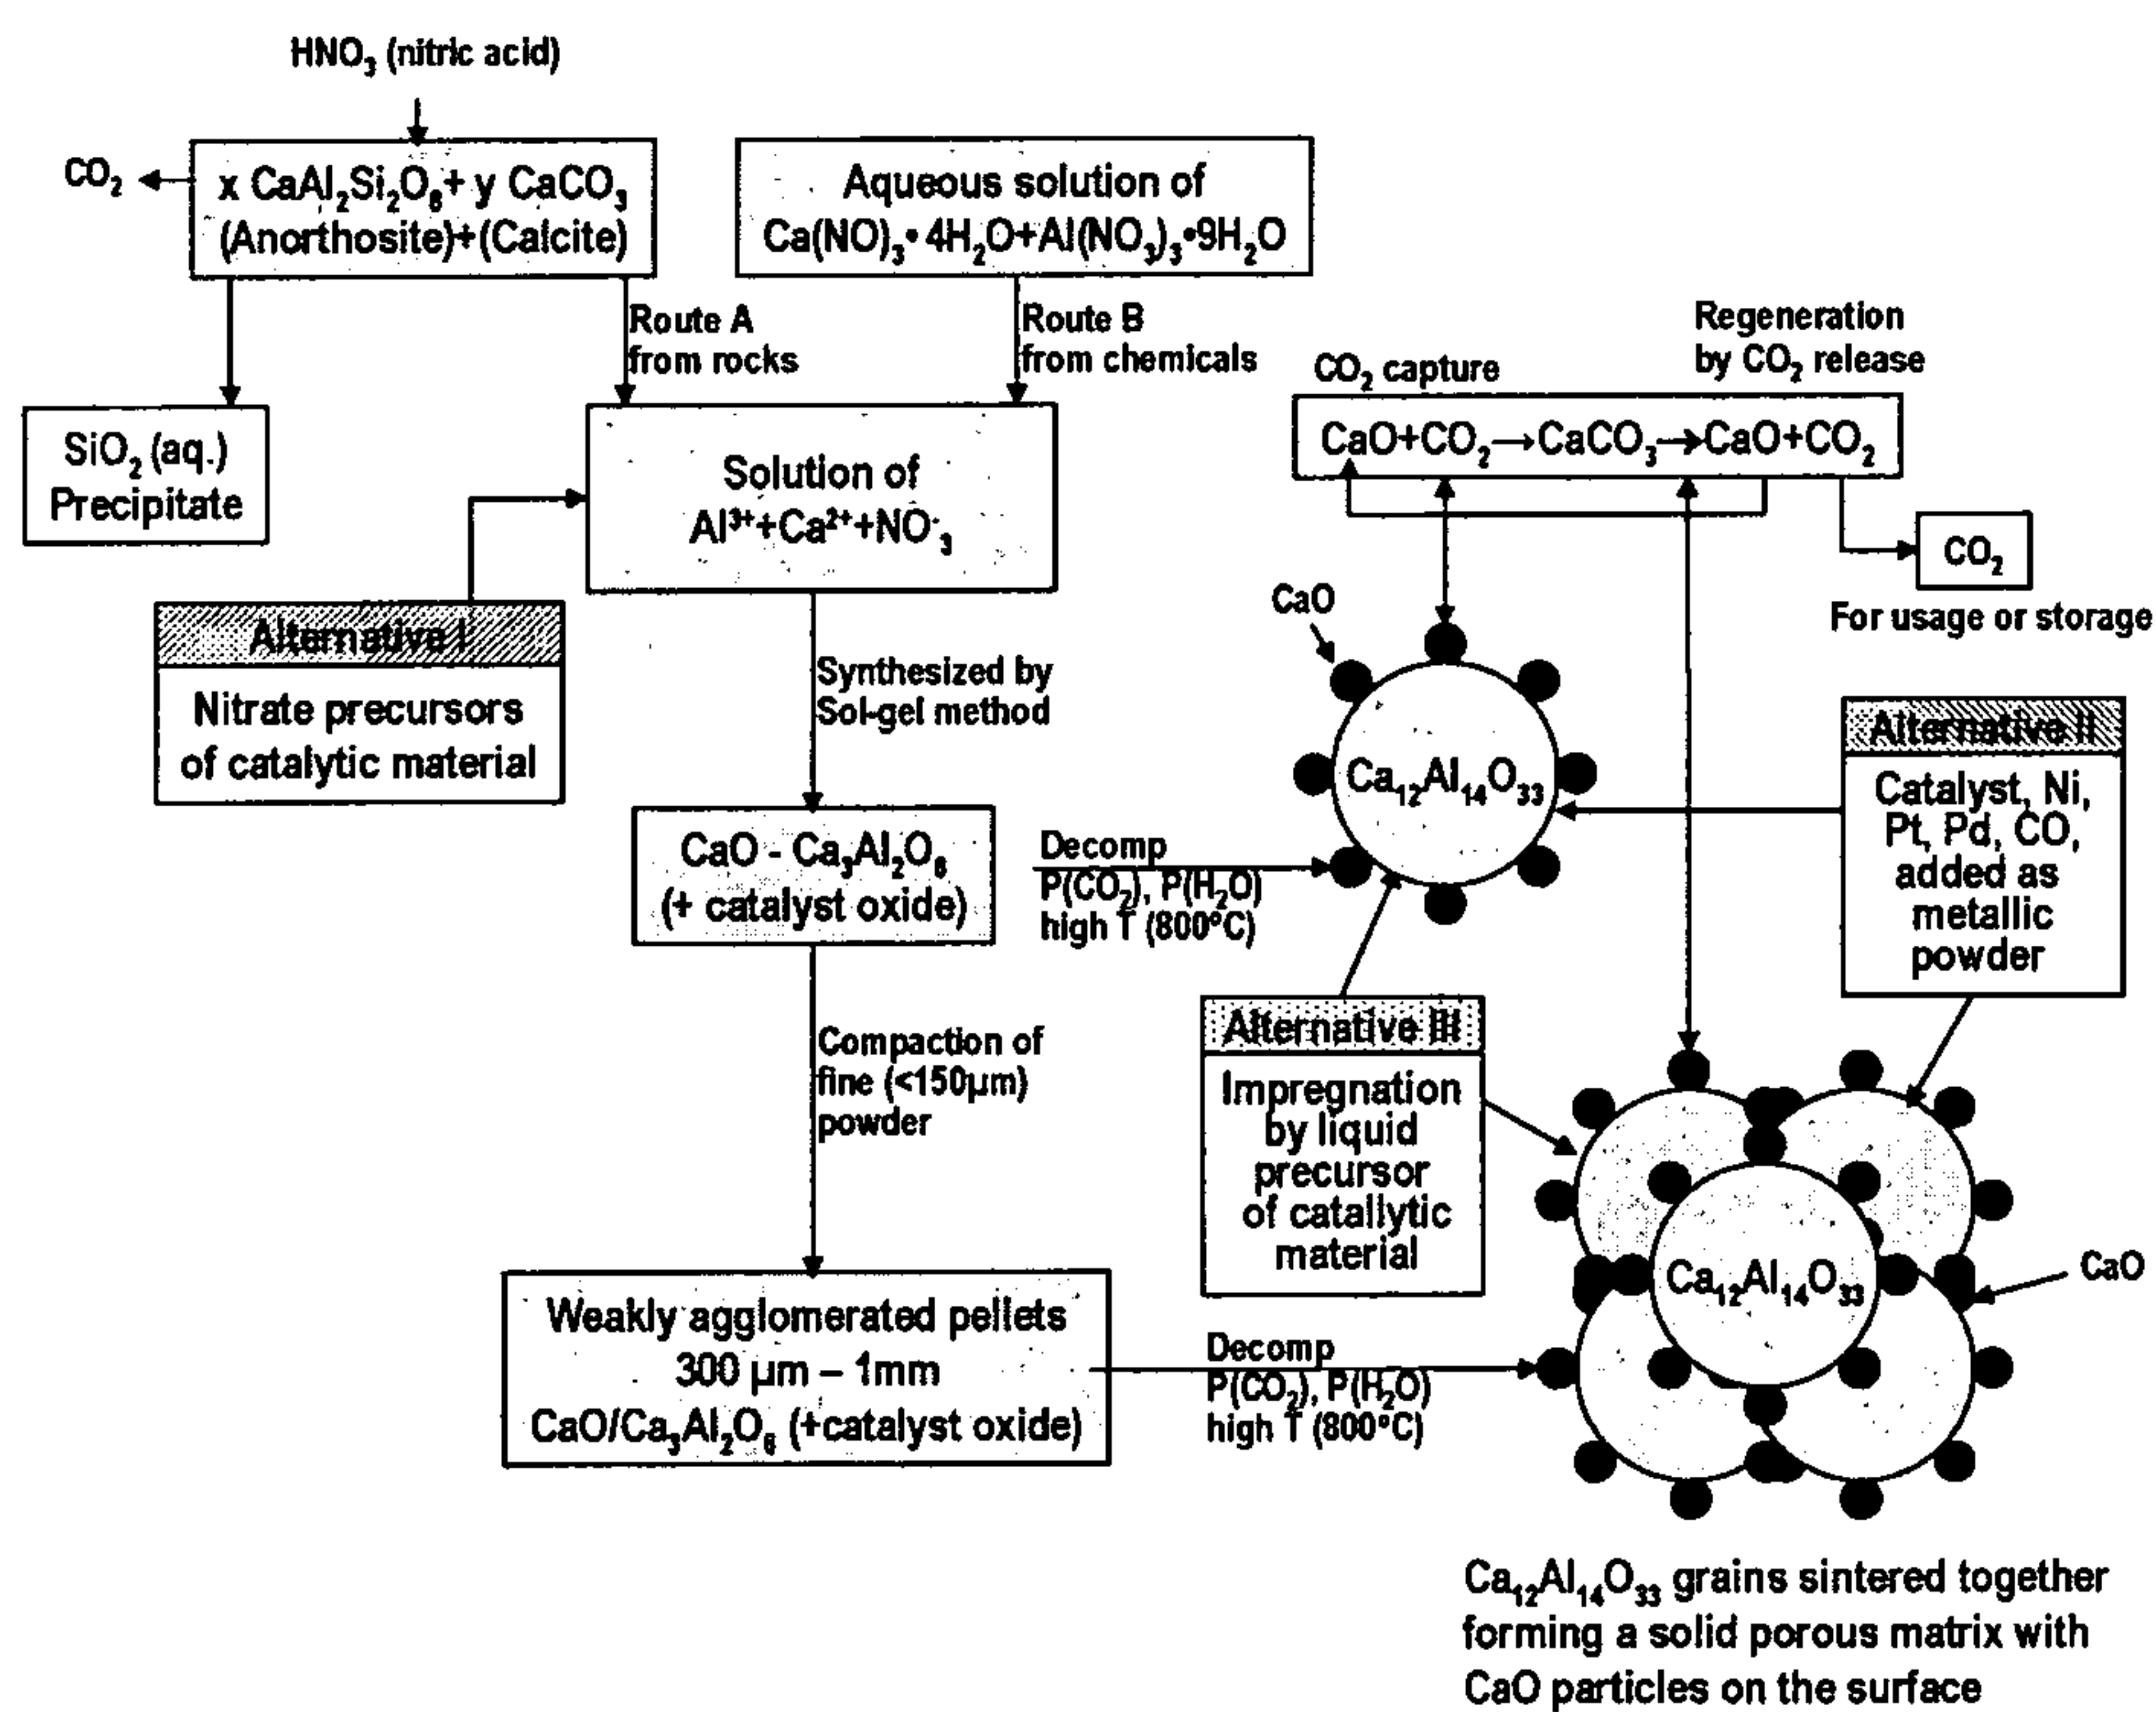 HNO₃ (nitric acid)
CO₂
x CaAl₂Si₂O₈+ y CaCO₃
(Anorthosite)+(Calcite)
Aqueous solution of
Ca(NO)₃• 4H₂O+Al(NO₃)₃•9H₂O
Route A
from rocks
Route B
from chemicals
SiO₂ (aq.)
Precipitate
Solution of
Al³⁺+Ca²⁺+NO⁻₃
Alternative I
Nitrate precursors
of catalytic material
Synthesized by
Sol-gel method
CaO - Ca₃Al₂O₆
(+ catalyst oxide)
Compaction of
fine (<150µm)
powder
Weakly agglomerated pellets
300 µm – 1mm
CaO/Ca₃Al₂O₆ (+catalyst oxide)
CO₂ capture
Regeneration
by CO₂ release
CaO+CO₂→CaCO₃→CaO+CO₂
CO₂
For usage or storage
CaO
Ca₁₂Al₁₄O₃₃
Decomp
P(CO₂), P(H₂O)
high T (800°C)
Alternative II
Catalyst, Ni,
Pt, Pd, CO,
added as
metallic
powder
Alternative III
Impregnation
by liquid
precursor
of catallytic
material
Decomp
P(CO₂), P(H₂O)
high T (800°C)
Ca₁₂Al₁₄O₃₃
CaO
Ca₁₂Al₁₄O₃₃ grains sintered together
forming a solid porous matrix with
CaO particles on the surface